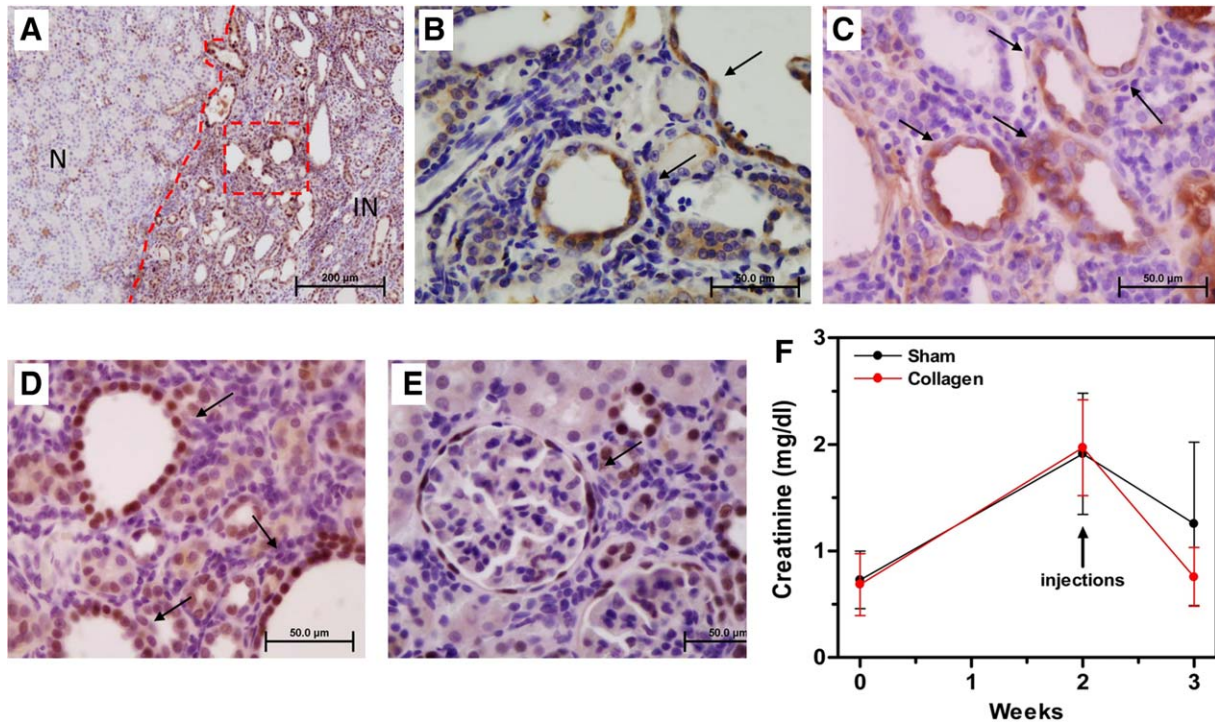 A
N
IN
200 µm
B
50.0 µm
C
50.0 µm
D
50.0 µm
E
50.0 µm
F
Sham
Collagen
Creatinine (mg/dl)
3
2
1
0
injections
0
1
2
3
Weeks